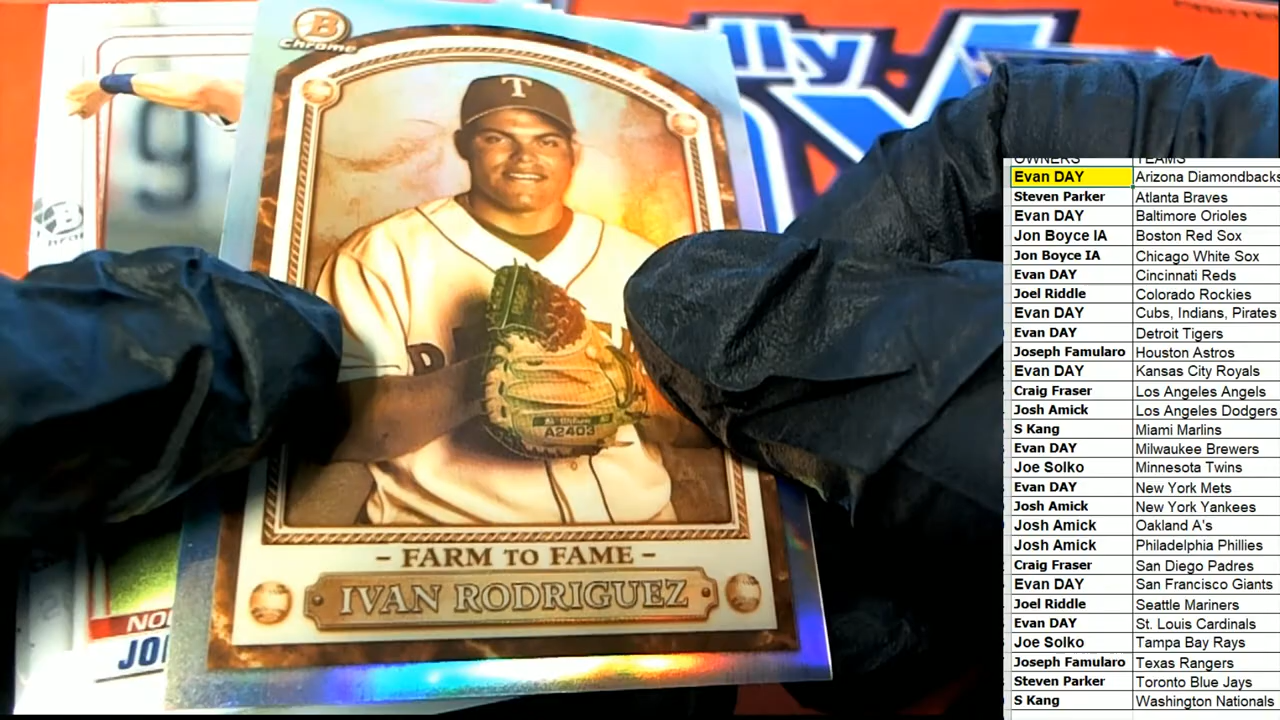 B
Chrome
lly
T
9
B
A2403
- FARM TO FAME -
IVAN RODRIGUEZ
OWNERS TEAMS
Evan DAY Arizona Diamondbacks
Steven Parker Atlanta Braves
Evan DAY Baltimore Orioles
Jon Boyce IA Boston Red Sox
Jon Boyce IA Chicago White Sox
Evan DAY Cincinnati Reds
Joel Riddle Colorado Rockies
Evan DAY Cubs, Indians, Pirates
Evan DAY Detroit Tigers
Joseph Famularo Houston Astros
Evan DAY Kansas City Royals
Craig Fraser Los Angeles Angels
Josh Amick Los Angeles Dodgers
S Kang Miami Marlins
Evan DAY Milwaukee Brewers
Joe Solko Minnesota Twins
Evan DAY New York Mets
Josh Amick New York Yankees
Josh Amick Oakland A's
Josh Amick Philadelphia Phillies
Craig Fraser San Diego Padres
Evan DAY San Francisco Giants
Joel Riddle Seattle Mariners
Evan DAY St. Louis Cardinals
Joe Solko Tampa Bay Rays
Joseph Famularo Texas Rangers
Steven Parker Toronto Blue Jays
S Kang Washington Nationals